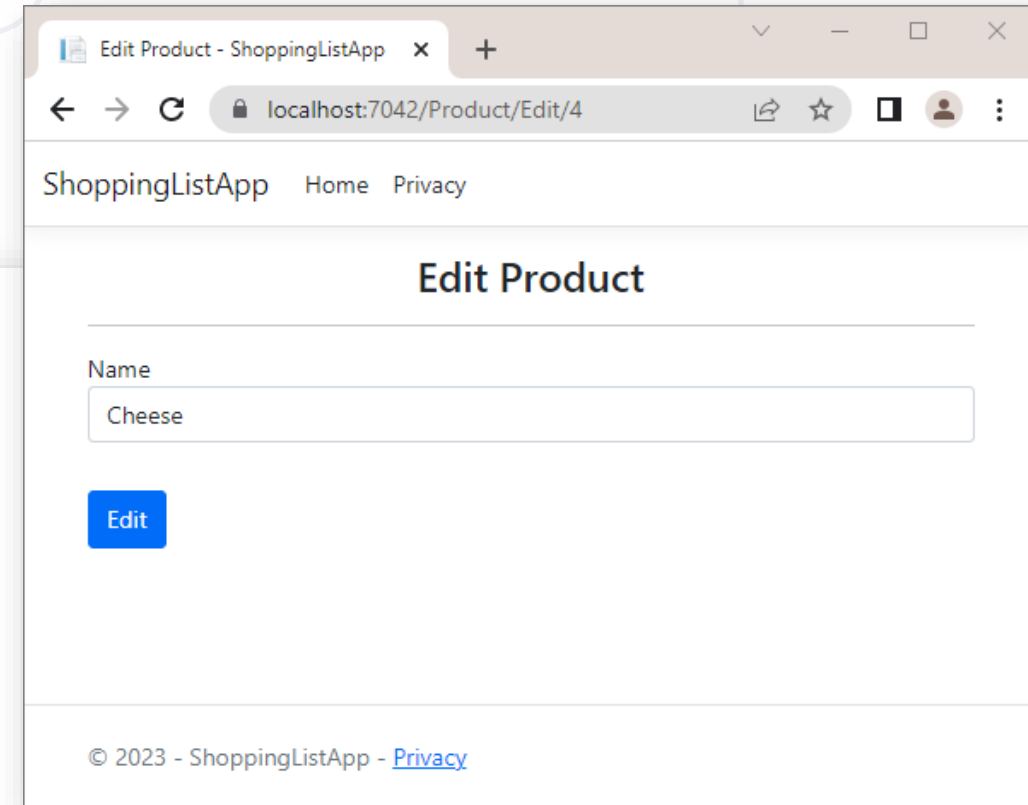 Edit Product - ShoppingListApp
localhost:7042/Product/Edit/4
ShoppingListApp Home Privacy
Edit Product
Name
Cheese
Edit
© 2023 - ShoppingListApp - Privacy